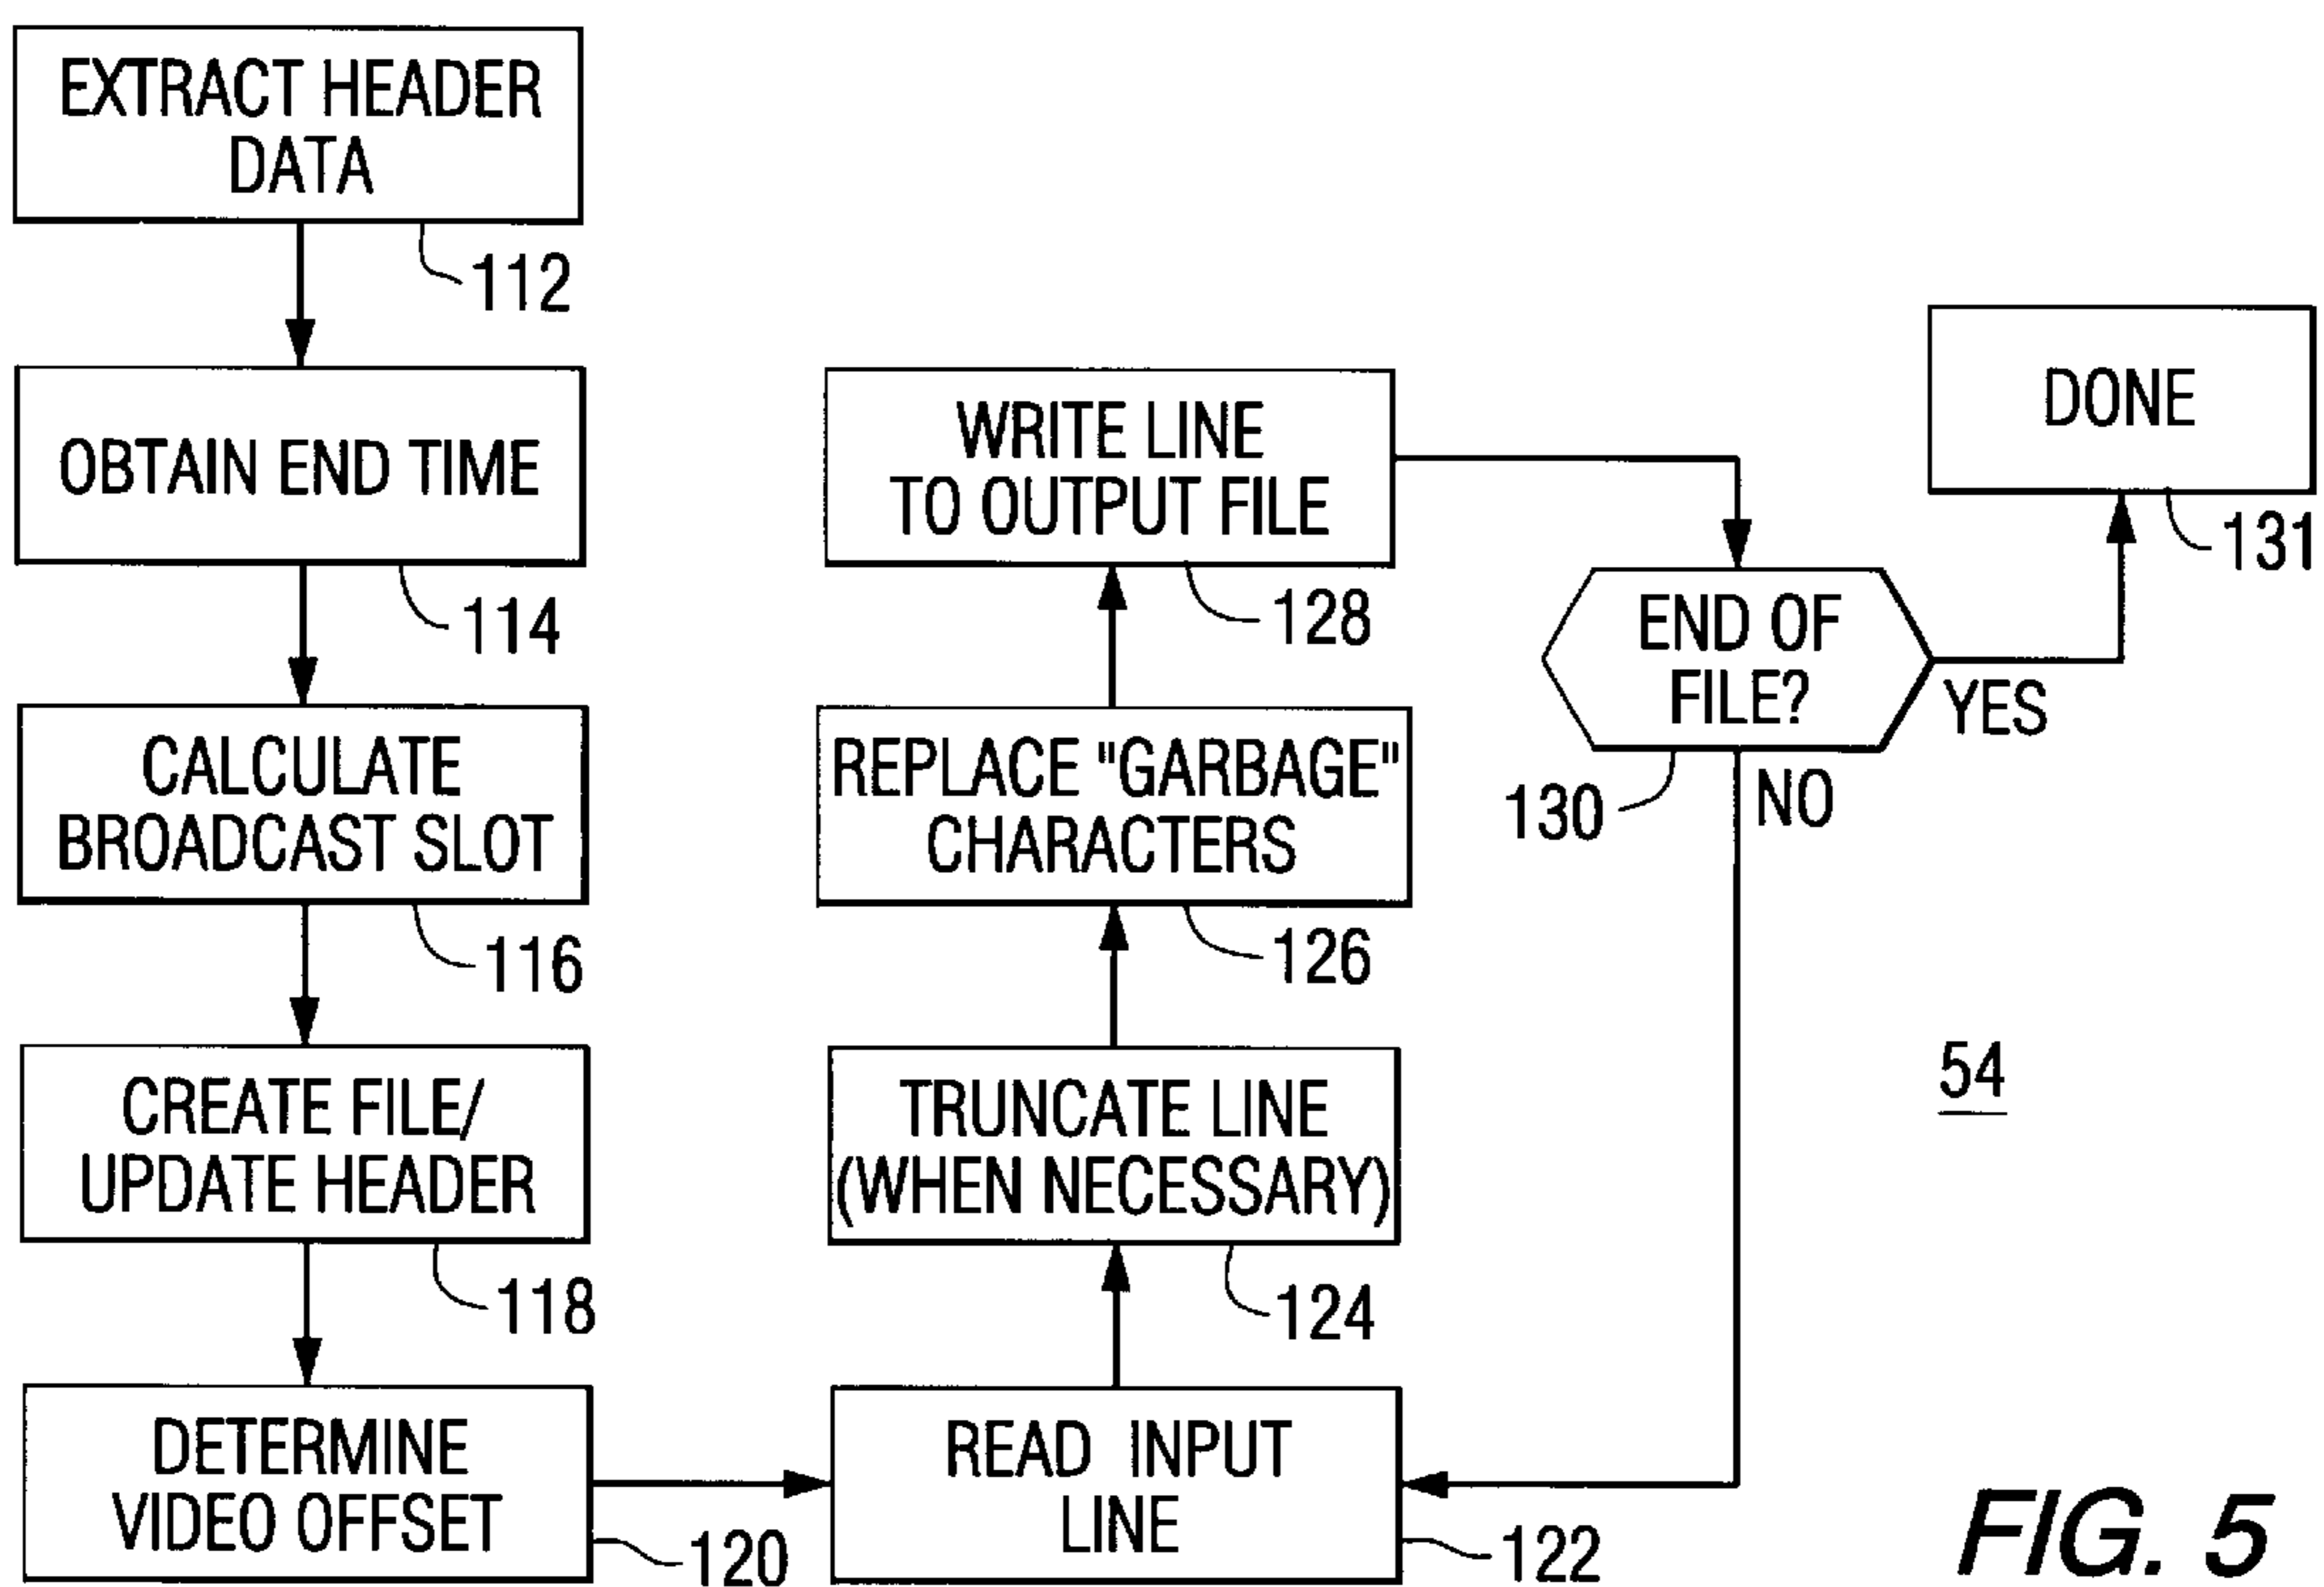 EXTRACT HEADER
DATA
112
OBTAIN END TIME
114
CALCULATE
BROADCAST SLOT
116
CREATE FILE/
UPDATE HEADER
118
DETERMINE
VIDEO OFFSET
120
READ INPUT
LINE
122
TRUNCATE LINE
(WHEN NECESSARY)
124
REPLACE "GARBAGE"
CHARACTERS
126
WRITE LINE
TO OUTPUT FILE
128
END OF
FILE?
130
YES
NO
DONE
131
54
FIG. 5